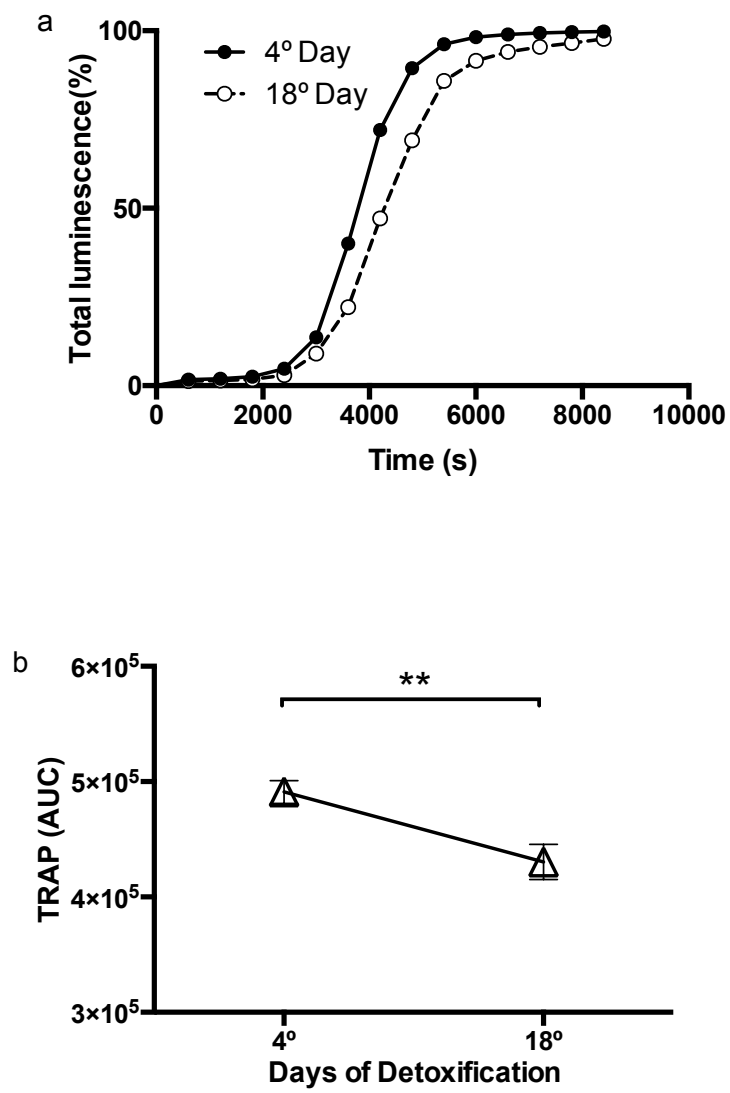 a
Total luminescence(%)
100
50
0
4º Day
18º Day
0 2000 4000 6000 8000 10000
Time (s)
b
TRAP (AUC)
6×10⁵
5×10⁵
4×10⁵
3×10⁵
**
4º 18º
Days of Detoxification